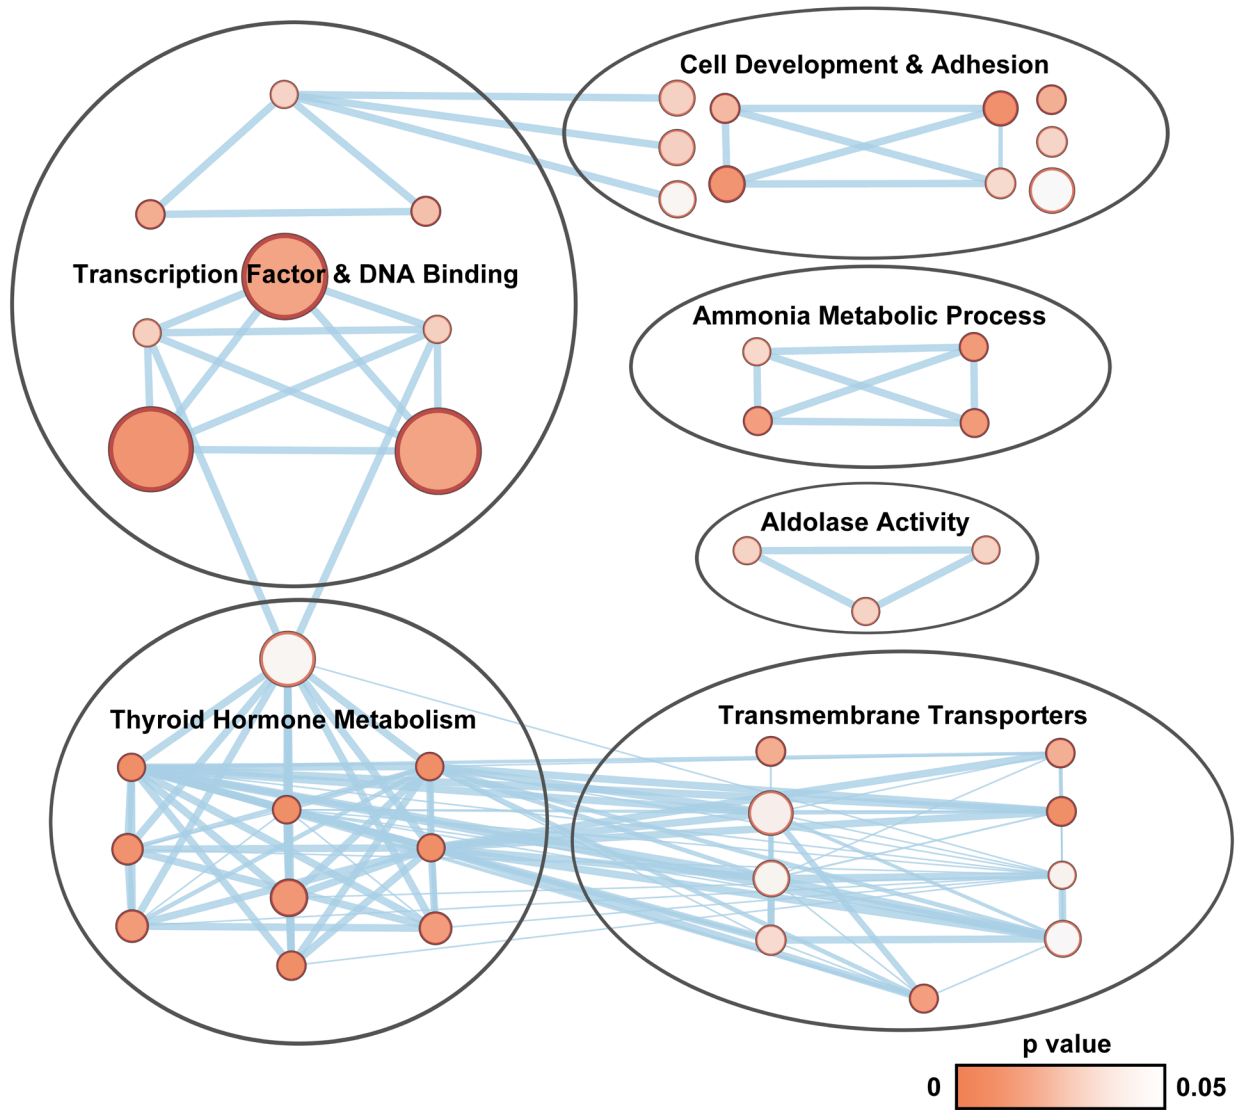 Cell Development & Adhesion
Transcription Factor & DNA Binding
Ammonia Metabolic Process
Aldolase Activity
Thyroid Hormone Metabolism
Transmembrane Transporters
p value
0
0.05